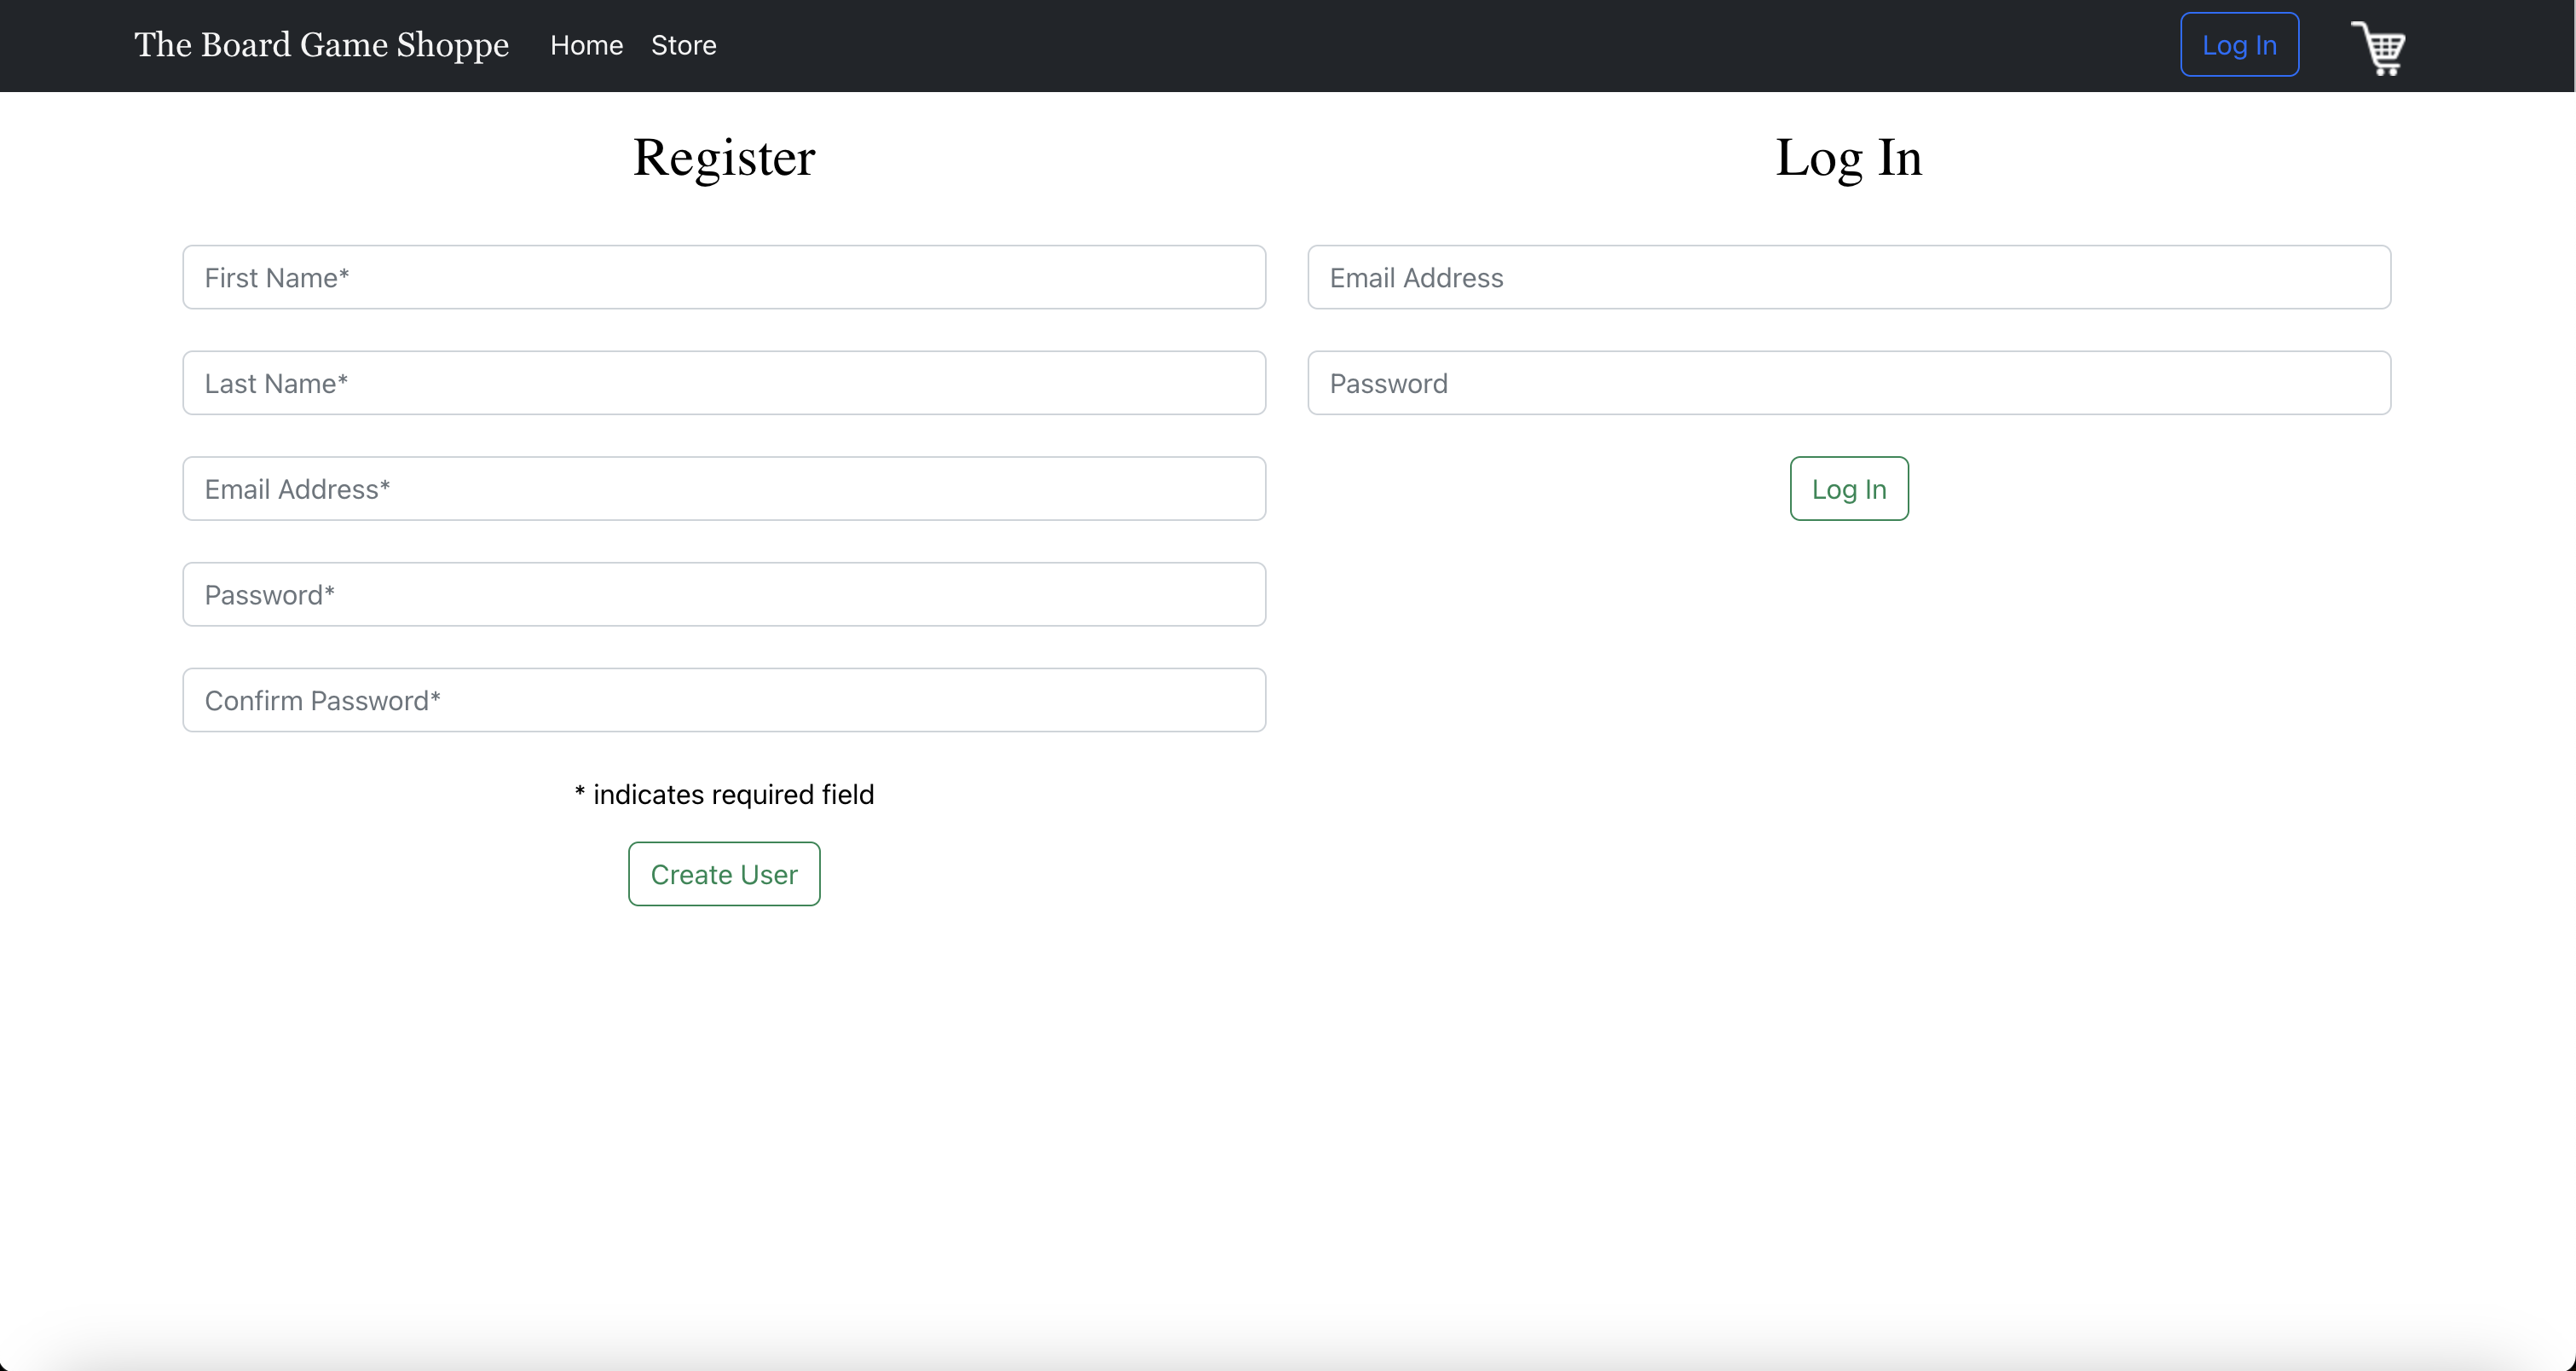 The Board Game Shoppe Home Store Log In
Register
First Name*
Last Name*
Email Address*
Password*
Confirm Password*
* indicates required field
Create User
Log In
Email Address
Password
Log In